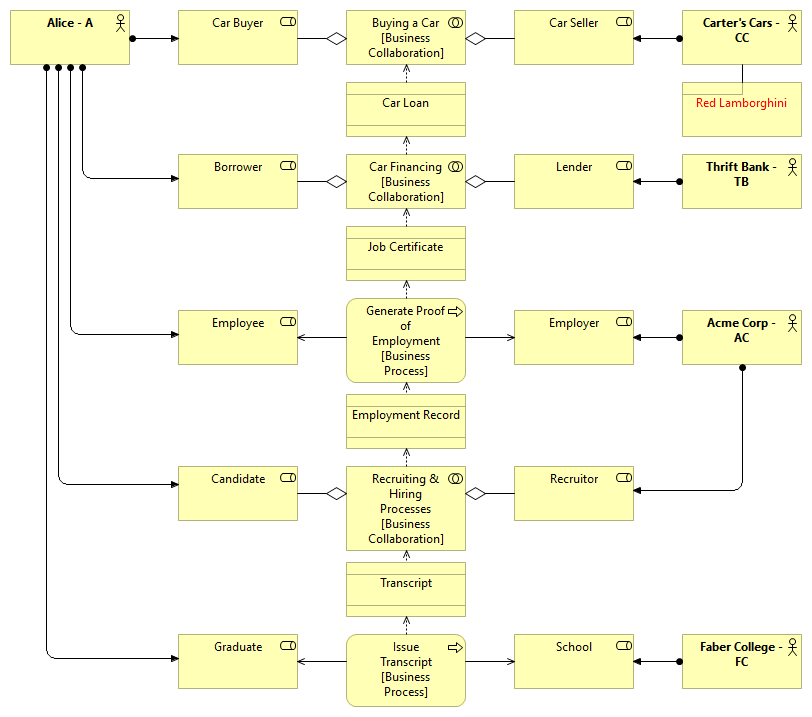 Alice - A
Car Buyer
Buying a Car
[Business
Collaboration]
Car Seller
Carter's Cars -
CC
Car Loan
Red Lamborghini
Borrower
Car Financing
[Business
Collaboration]
Lender
Thrift Bank -
TB
Job Certificate
Employee
Generate Proof
of
Employment
[Business
Process]
Employer
Acme Corp -
AC
Employment Record
Candidate
Recruiting &
Hiring
Processes
[Business
Collaboration]
Recruitor
Transcript
Graduate
Issue
Transcript
[Business
Process]
School
Faber College -
FC